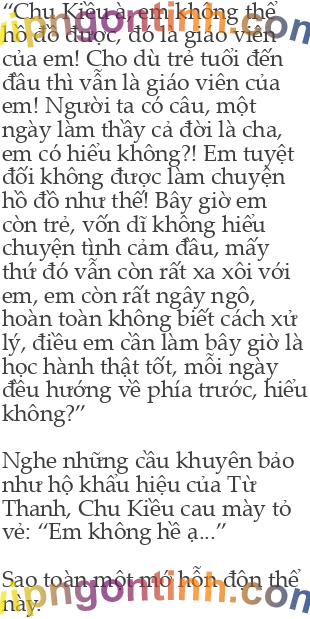 “Chu Kiều à, em không thể
hồ đồ được, đó là giáo viên
của em! Cho dù trẻ tuổi đến
đâu thì vẫn là giáo viên của
em! Người ta có câu, một
ngày làm thầy cả đời là cha,
em có hiểu không?! Em tuyệt
đối không được làm chuyện
hồ đồ như thế! Bây giờ em
còn trẻ, vốn dĩ không hiểu
chuyện tình cảm đâu, mấy
thứ đó vẫn còn rất xa xôi với
em, em còn rất ngây ngô,
hoàn toàn không biết cách xử
lý, điều em cần làm bây giờ là
học hành thật tốt, mỗi ngày
đều hướng về phía trước, hiểu
không?”
Nghe những câu khuyên bảo
như hộ khẩu hiệu của Từ
Thanh, Chu Kiều cau mày tỏ
vẻ: “Em không hề ạ...”
Sao toàn một mớ hỗn độn thế
này.
vipngontinh.com
vipngontinh.com